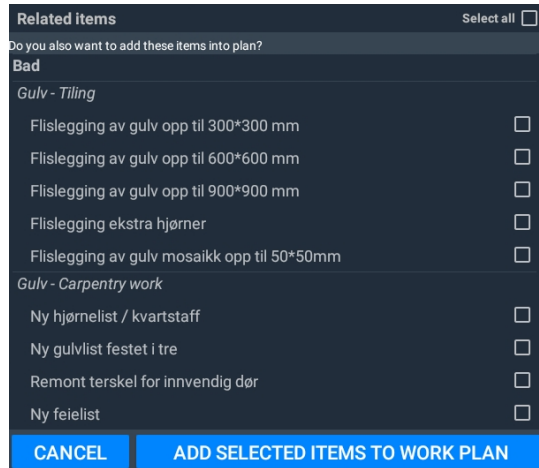 Related items
Select all
Do you also want to add these items into plan?
Bad
Gulv - Tiling
Flislegging av gulv opp til 300*300 mm
Flislegging av gulv opp til 600*600 mm
Flislegging av gulv opp til 900*900 mm
Flislegging ekstra hjørner
Flislegging av gulv mosaikk opp til 50*50mm
Gulv - Carpentry work
Ny hjørnelist / kvartstaff
Ny gulvlist festet i tre
Remont terskel for innvendig dør
Ny feielist
CANCEL
ADD SELECTED ITEMS TO WORK PLAN